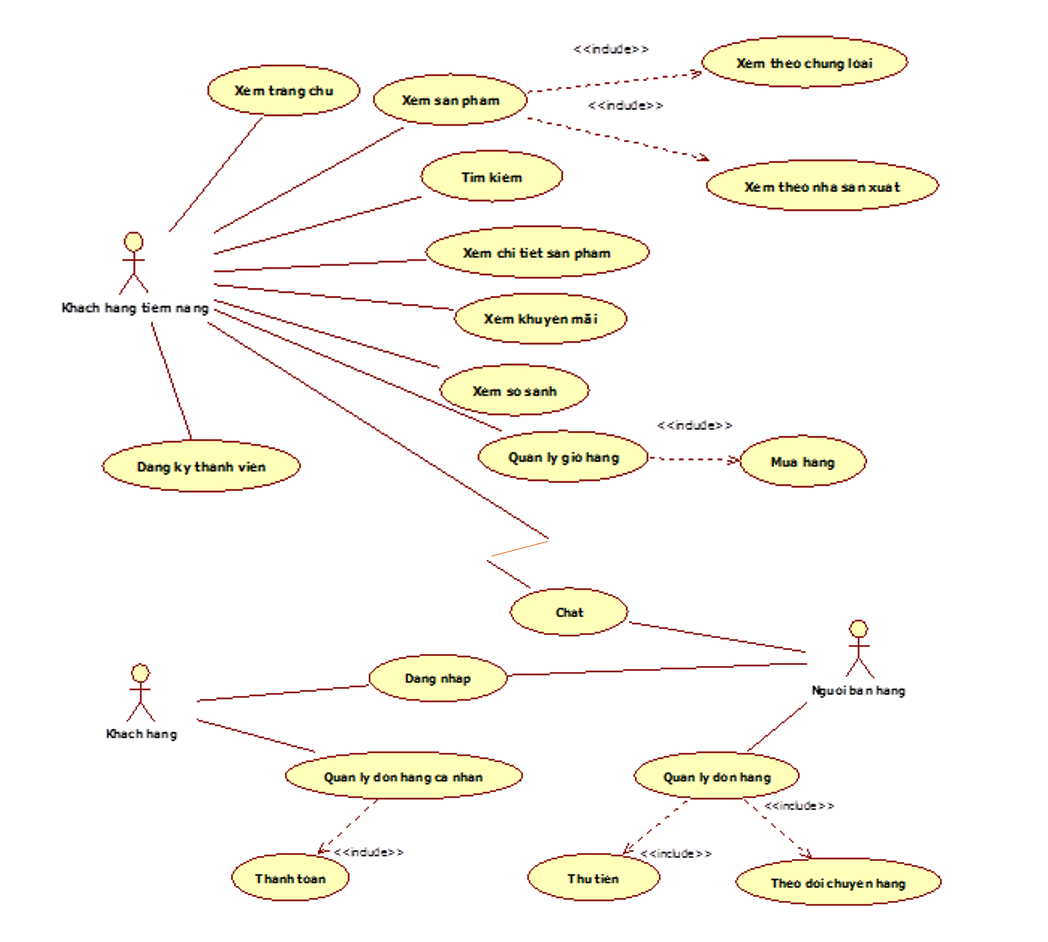 <<include>>
Xem theo chung loai
Xem trang chu
Xem san pham
<<include>>
Tim kiem
Xem theo nha san xuat
Xem chi tiet san pham
Khach hang tiem nang
Xem khuyen mãi
Xem so sanh
<<include>>
Dang ky thanh vien
Quan ly gio hang
Mua hang
Chat
Dang nhap
Nguoi ban hang
Khach hang
Quan ly don hang ca nhan
Quan ly don hang
<<include>>
<<include>>
<<include>>
Thanh toan
Thu tien
Theo doi chuyen hang